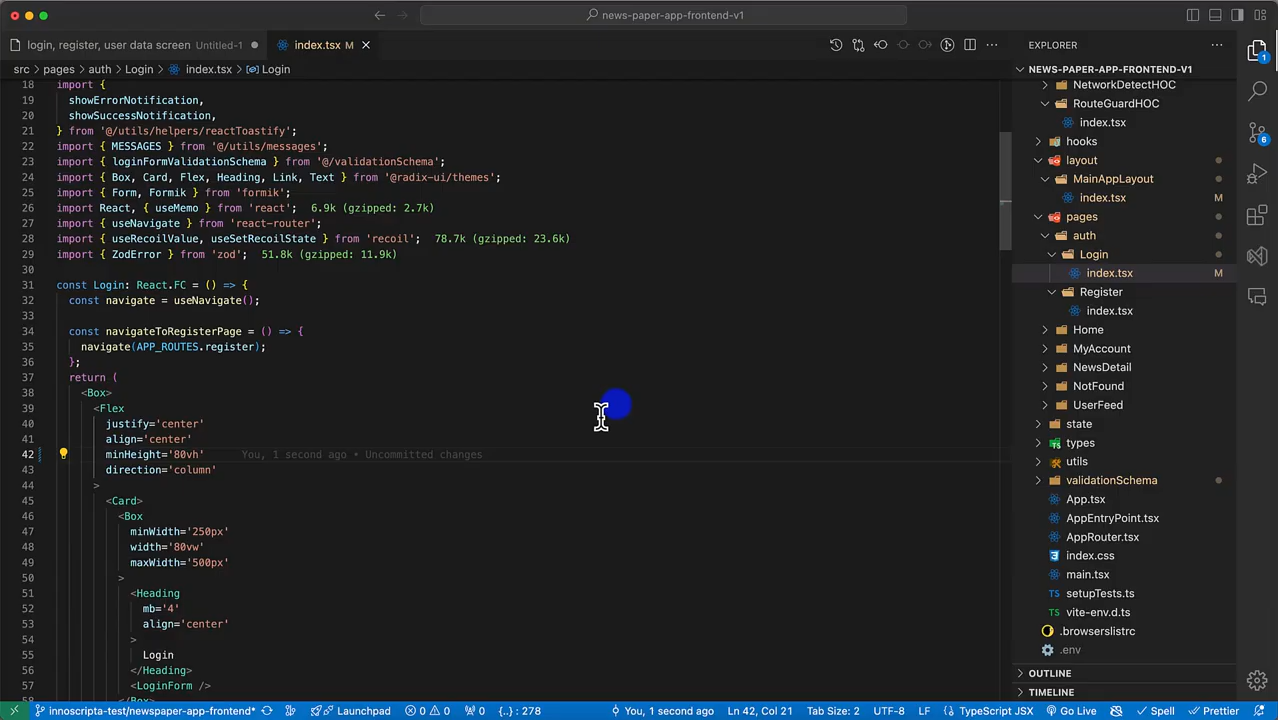 news-paper-app-frontend-v1
login, register, user data screen Untitled-1
index.tsx M
EXPLORER
src > pages > auth > Login > index.tsx > Login
NEWS-PAPER-APP-FRONTEND-V1
18 import {
19 showErrorNotification,
20 showSuccessNotification,
21 } from '@/utils/helpers/reactToastify';
22 import { MESSAGES } from '@/utils/messages';
23 import { loginFormValidationSchema } from '@/validationSchema';
24 import { Box, Card, Flex, Heading, Link, Text } from '@radix-ui/themes';
25 import { Form, Formik } from 'formik';
26 import React, { useMemo } from 'react'; 6.9k (gzipped: 2.7k)
27 import { useNavigate } from 'react-router';
28 import { useRecoilValue, useSetRecoilState } from 'recoil'; 78.7k (gzipped: 23.6k)
29 import { ZodError } from 'zod'; 51.8k (gzipped: 11.9k)
30
31 const Login: React.FC = () => {
32 const navigate = useNavigate();
33
34 const navigateToRegisterPage = () => {
35 navigate(APP_ROUTES.register);
36 };
37 return (
38 <Box>
39 <Flex
40 justify='center'
41 align='center'
42 minHeight='80vh' You, 1 second ago • Uncommitted changes
43 direction='column'
44 >
45 <Card>
46 <Box
47 minWidth='250px'
48 width='80vw'
49 maxWidth='500px'
50 >
51 <Heading
52 mb='4'
53 align='center'
54 >
55 Login
56 </Heading>
57 <LoginForm />
58 </Box>
NetworkDetectHOC
RouteGuardHOC
index.tsx
hooks
layout
MainAppLayout
index.tsx M
pages
auth
Login
index.tsx M
Register
index.tsx
Home
MyAccount
NewsDetail
NotFound
UserFeed
state
types
utils
validationSchema
App.tsx
AppEntryPoint.tsx
AppRouter.tsx
index.css
main.tsx
TS setupTests.ts
TS vite-env.d.ts
.browserslistrc
.env
OUTLINE
TIMELINE
1
6
innoscripta-test/newspaper-app-frontend* Launchpad 0 0 0 {..} : 278 You, 1 second ago Ln 42, Col 21 Tab Size: 2 UTF-8 LF TypeScript JSX Go Live Spell Prettier